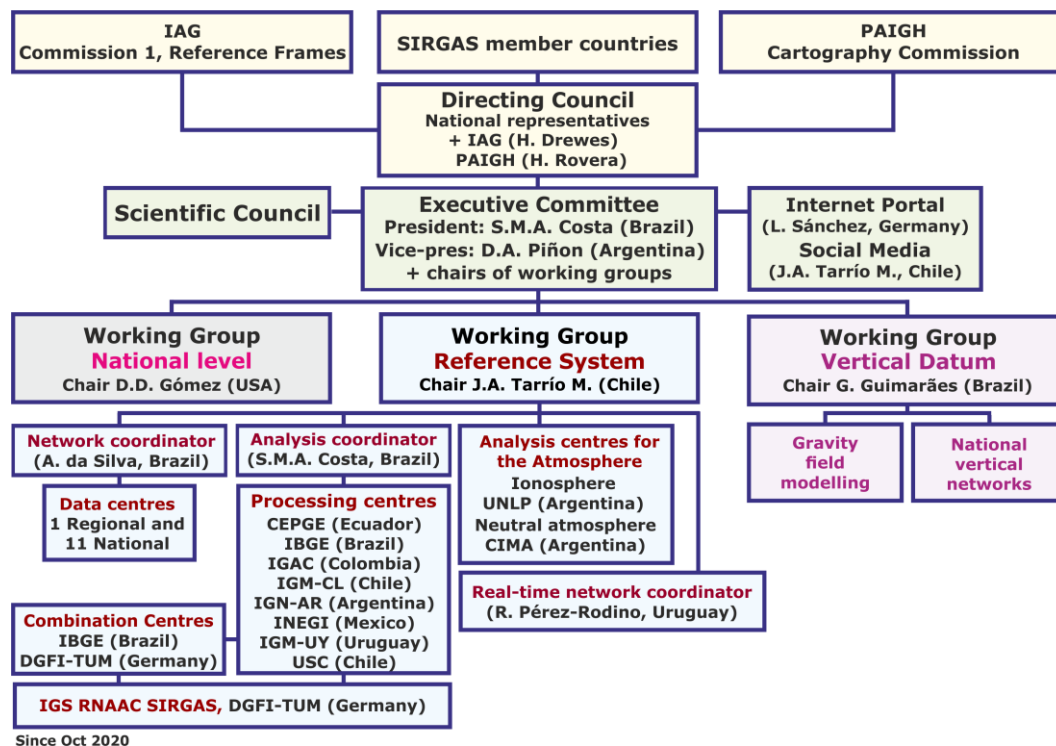 IAG
Commission 1, Reference Frames
SIRGAS member countries
PAIGH
Cartography Commission
Directing Council
National representatives
+ IAG (H. Drewes)
PAIGH (H. Rovera)
Scientific Council
Executive Committee
President: S.M.A. Costa (Brazil)
Vice-pres: D.A. Piñon (Argentina)
+ chairs of working groups
Internet Portal
(L. Sánchez, Germany)
Social Media
(J.A. Tarrío M., Chile)
Working Group
National level
Chair D.D. Gómez (USA)
Working Group
Reference System
Chair J.A. Tarrío M. (Chile)
Working Group
Vertical Datum
Chair G. Guimarães (Brazil)
Network coordinator
(A. da Silva, Brazil)
Data centres
1 Regional and
11 National
Analysis coordinator
(S.M.A. Costa, Brazil)
Processing centres
CEPGE (Ecuador)
IBGE (Brazil)
IGAC (Colombia)
IGM-CL (Chile)
IGN-AR (Argentina)
INEGI (Mexico)
IGM-UY (Uruguay)
USC (Chile)
Analysis centres for
the Atmosphere
Ionosphere
UNLP (Argentina)
Neutral atmosphere
CIMA (Argentina)
Gravity
field
modelling
National
vertical
networks
Real-time network coordinator
(R. Pérez-Rodino, Uruguay)
Combination Centres
IBGE (Brazil)
DGFI-TUM (Germany)
IGS RNAAC SIRGAS, DGFI-TUM (Germany)
Since Oct 2020